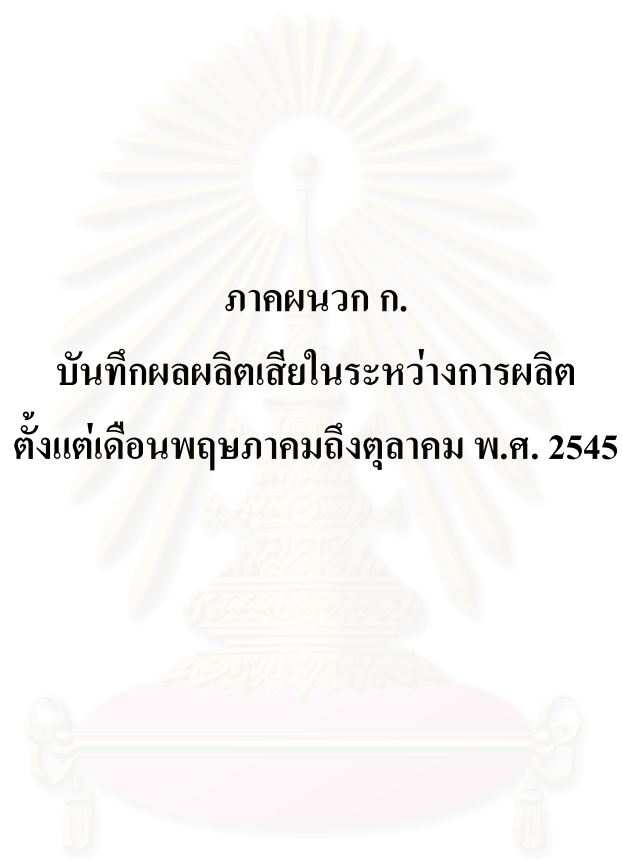 ภาคผนวก ก.
บันทึกผลผลิตเสียในระหว่างการผลิต
ตั้งแต่เดือนพฤษภาคมถึงตุลาคม พ.ศ. 2545